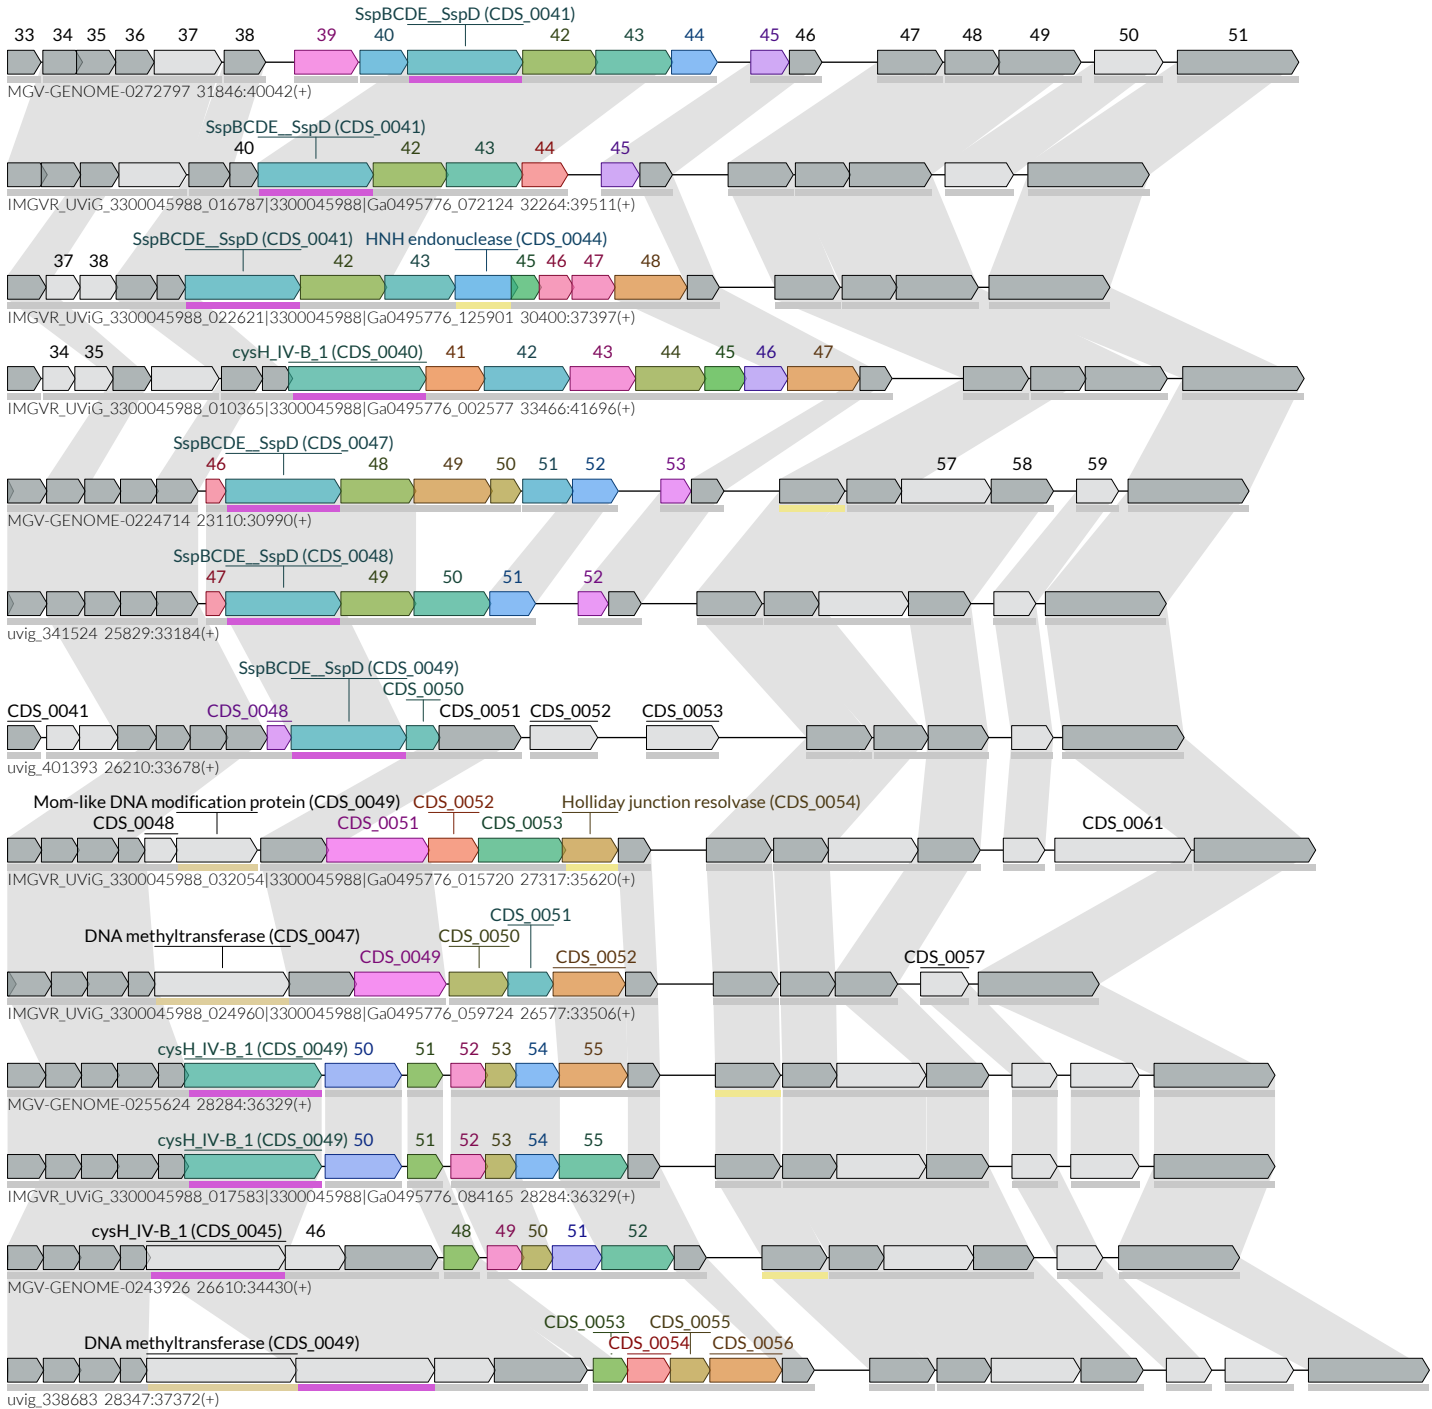 SspBCDE__SspD (CDS_0041)
33 34 35 36 37 38 39 40 42 43 44 45 46 47 48 49 50 51
MGV-GENOME-0272797 31846:40042(+)
SspBCDE__SspD (CDS_0041)
40 42 43 44 45
IMGVR_UViG_3300045988_016787|3300045988|Ga0495776_072124 32264:39511(+)
SspBCDE__SspD (CDS_0041) HNH endonuclease (CDS_0044)
37 38 42 43 45 46 47 48
IMGVR_UViG_3300045988_022621|3300045988|Ga0495776_125901 30400:37397(+)
34 35 cysH_IV-B_1 (CDS_0040) 41 42 43 44 45 46 47
IMGVR_UViG_3300045988_010365|3300045988|Ga0495776_002577 33466:41696(+)
SspBCDE__SspD (CDS_0047)
46 48 49 50 51 52 53 57 58 59
MGV-GENOME-0224714 23110:30990(+)
SspBCDE__SspD (CDS_0048)
47 49 50 51 52
uvig_341524 25829:33184(+)
SspBCDE__SspD (CDS_0049)
CDS_0050
CDS_0041 CDS_0048 CDS_0051 CDS_0052 CDS_0053
uvig_401393 26210:33678(+)
Mom-like DNA modification protein (CDS_0049) CDS_0052 Holliday junction resolvase (CDS_0054)
CDS_0048 CDS_0051 CDS_0053 CDS_0061
IMGVR_UViG_3300045988_032054|3300045988|Ga0495776_015720 27317:35620(+)
CDS_0051
DNA methyltransferase (CDS_0047) CDS_0050
CDS_0049 CDS_0052 CDS_0057
IMGVR_UViG_3300045988_024960|3300045988|Ga0495776_059724 26577:33506(+)
cysH_IV-B_1 (CDS_0049) 50 51 52 53 54 55
MGV-GENOME-0255624 28284:36329(+)
cysH_IV-B_1 (CDS_0049) 50 51 52 53 54 55
IMGVR_UViG_3300045988_017583|3300045988|Ga0495776_084165 28284:36329(+)
cysH_IV-B_1 (CDS_0045) 46 48 49 50 51 52
MGV-GENOME-0243926 26610:34430(+)
CDS_0053 CDS_0055
DNA methyltransferase (CDS_0049) CDS_0054 CDS_0056
uvig_338683 28347:37372(+)